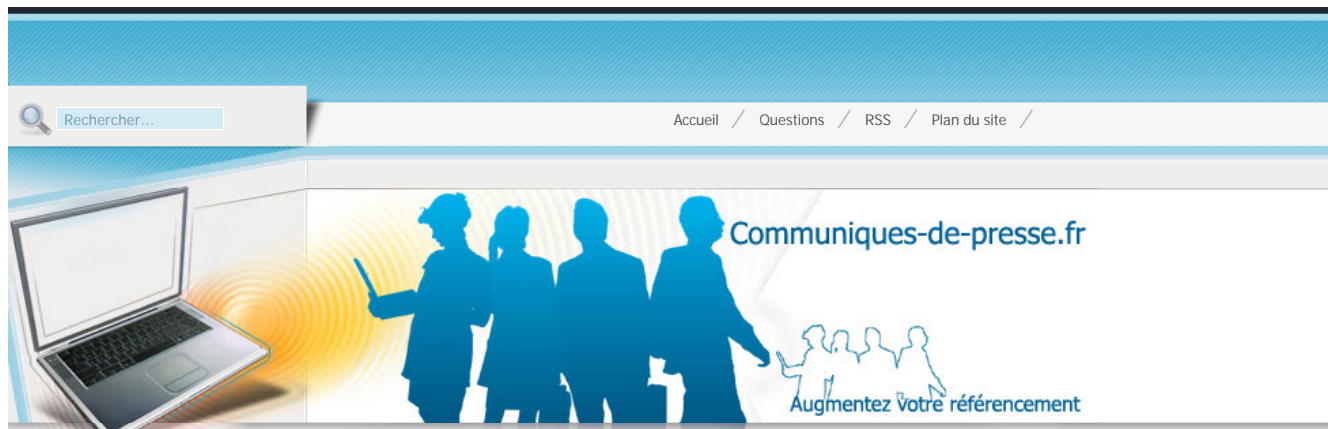 Rechercher...
Accueil / Questions / RSS / Plan du site /
Communiques-de-presse.fr
Augmentez votre référencement